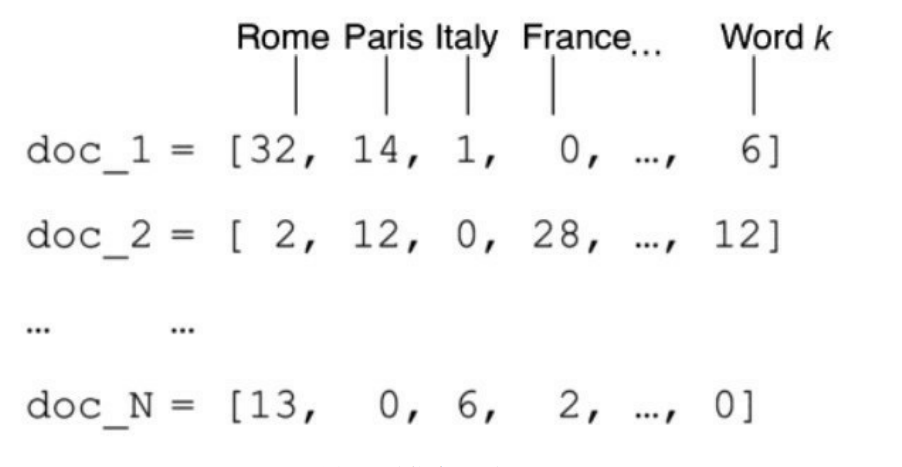 Rome Paris Italy France... Word k
doc_1 = [32, 14, 1, 0, ..., 6]
doc_2 = [ 2, 12, 0, 28, ..., 12]
... ...
doc_N = [13, 0, 6, 2, ..., 0]